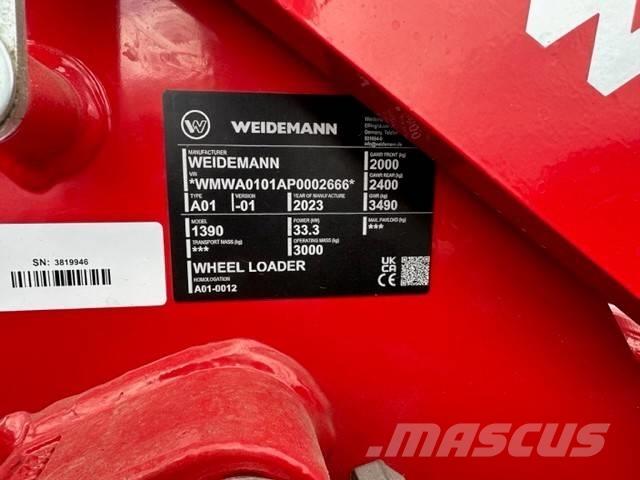 WEIDEMANN
MANUFACTURER
WEIDEMANN
VIN
*WMWA0101AP0002666*
TYPE VERSION YEAR OF MANUFACTURE
A01 -01 2023
MODEL POWER (kW) MAX. PAYLOAD (kg)
1390 33.3 ***
TRANSPORT MASS (kg) OPERATING MASS (kg)
*** 3000
WHEEL LOADER
HOMOLOGATION
A01-0012
GAWR FRONT (kg)
2000
GAWR REAR (kg)
2400
GWR (kg)
3490
UK
CA
SN: 3819946
MASCUS